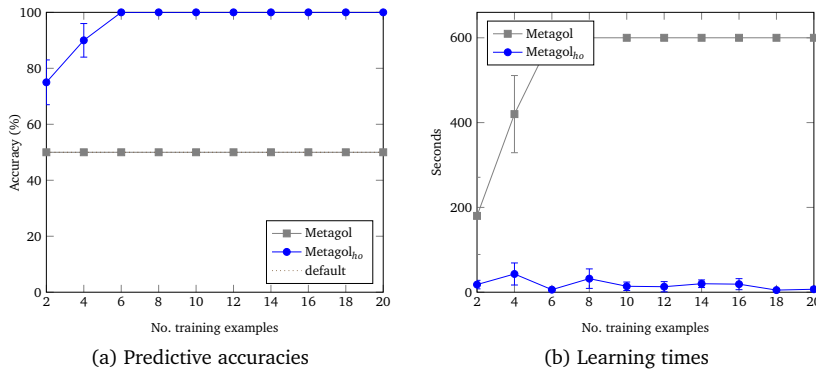 100
80
60
40
20
0
Accuracy (%)
Metagol
Metagolho
default
2 4 6 8 10 12 14 16 18 20
No. training examples
(a) Predictive accuracies
600
400
200
0
Seconds
Metagol
Metagolho
2 4 6 8 10 12 14 16 18 20
No. training examples
(b) Learning times